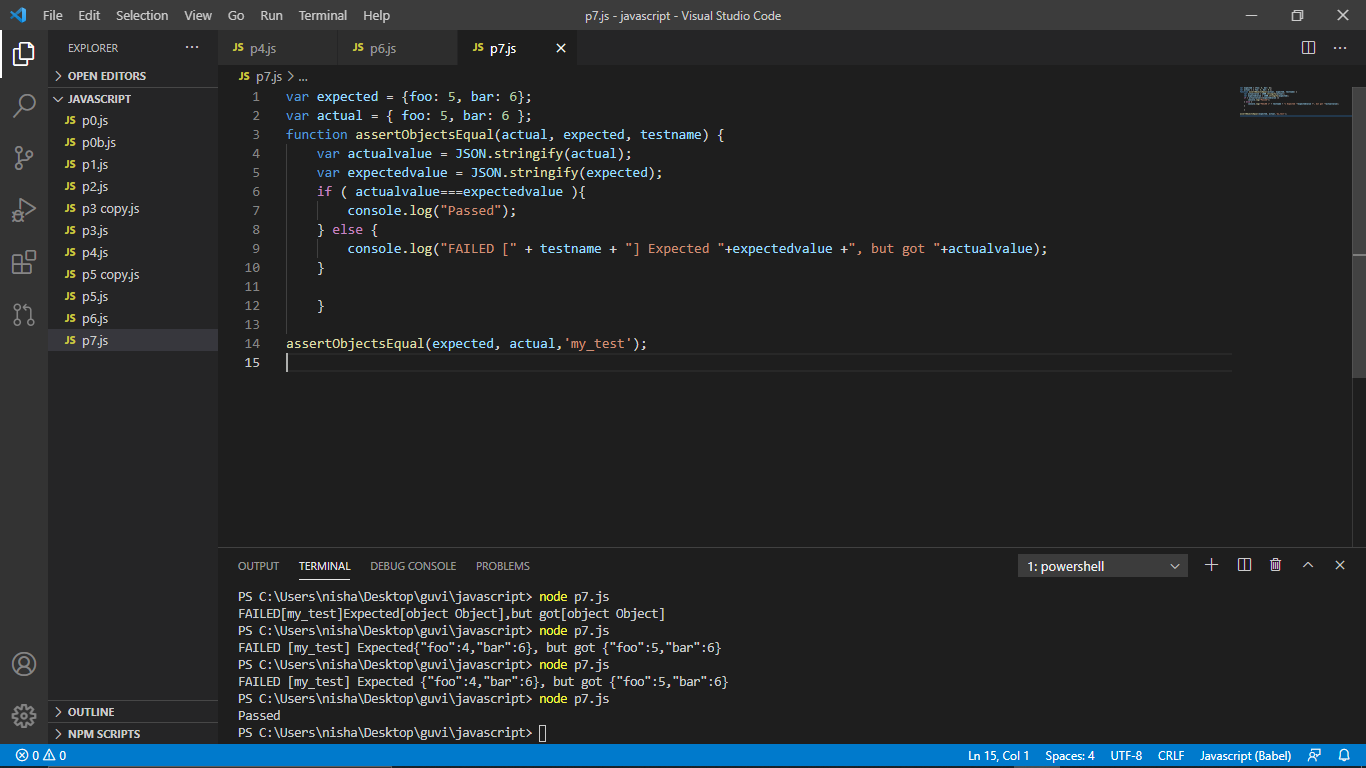 File Edit Selection View Go Run Terminal Help
p7.js - javascript - Visual Studio Code
EXPLORER
OPEN EDITORS
JAVASCRIPT
JS p0.js
JS p0b.js
JS p1.js
JS p2.js
JS p3 copy.js
JS p3.js
JS p4.js
JS p5 copy.js
JS p5.js
JS p6.js
JS p7.js
OUTLINE
NPM SCRIPTS
JS p4.js JS p6.js JS p7.js
JS p7.js > ...
1 var expected = {foo: 5, bar: 6};
2 var actual = { foo: 5, bar: 6 };
3 function assertObjectsEqual(actual, expected, testname) {
4 var actualvalue = JSON.stringify(actual);
5 var expectedvalue = JSON.stringify(expected);
6 if ( actualvalue===expectedvalue ){
7 console.log("Passed");
8 } else {
9 console.log("FAILED [" + testname + "] Expected "+expectedvalue +", but got "+actualvalue);
10 }
11
12 }
13
14 assertObjectsEqual(expected, actual,'my_test');
15
OUTPUT TERMINAL DEBUG CONSOLE PROBLEMS
1: powershell
PS C:\Users\nisha\Desktop\guvi\javascript> node p7.js
FAILED[my_test]Expected[object Object],but got[object Object]
PS C:\Users\nisha\Desktop\guvi\javascript> node p7.js
FAILED [my_test] Expected{"foo":4,"bar":6}, but got {"foo":5,"bar":6}
PS C:\Users\nisha\Desktop\guvi\javascript> node p7.js
FAILED [my_test] Expected {"foo":4,"bar":6}, but got {"foo":5,"bar":6}
PS C:\Users\nisha\Desktop\guvi\javascript> node p7.js
Passed
PS C:\Users\nisha\Desktop\guvi\javascript>
0 0
Ln 15, Col 1 Spaces: 4 UTF-8 CRLF Javascript (Babel)